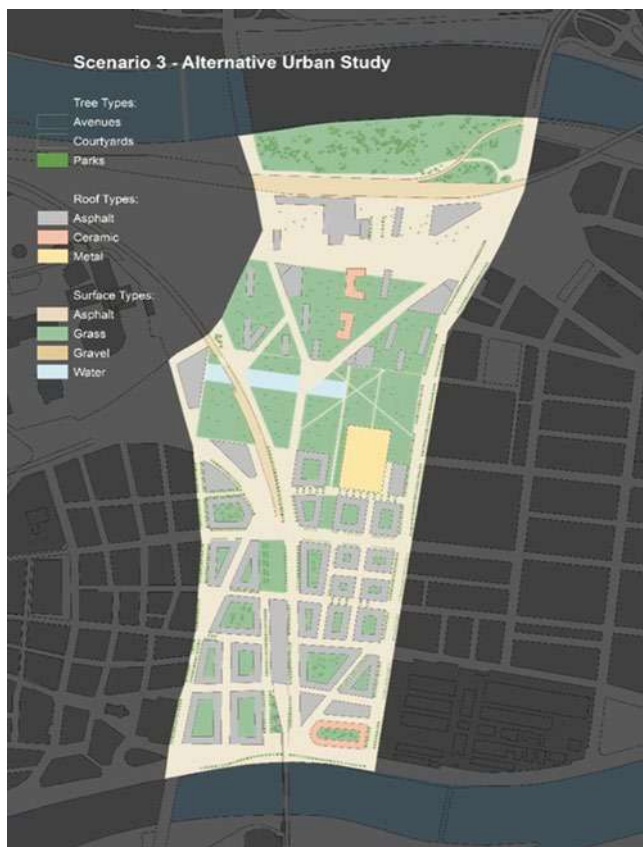 Scenario 3 - Alternative Urban Study
Tree Types:
Avenues
Courtyards
Parks
Roof Types:
Asphalt
Ceramic
Metal
Surface Types:
Asphalt
Grass
Gravel
Water